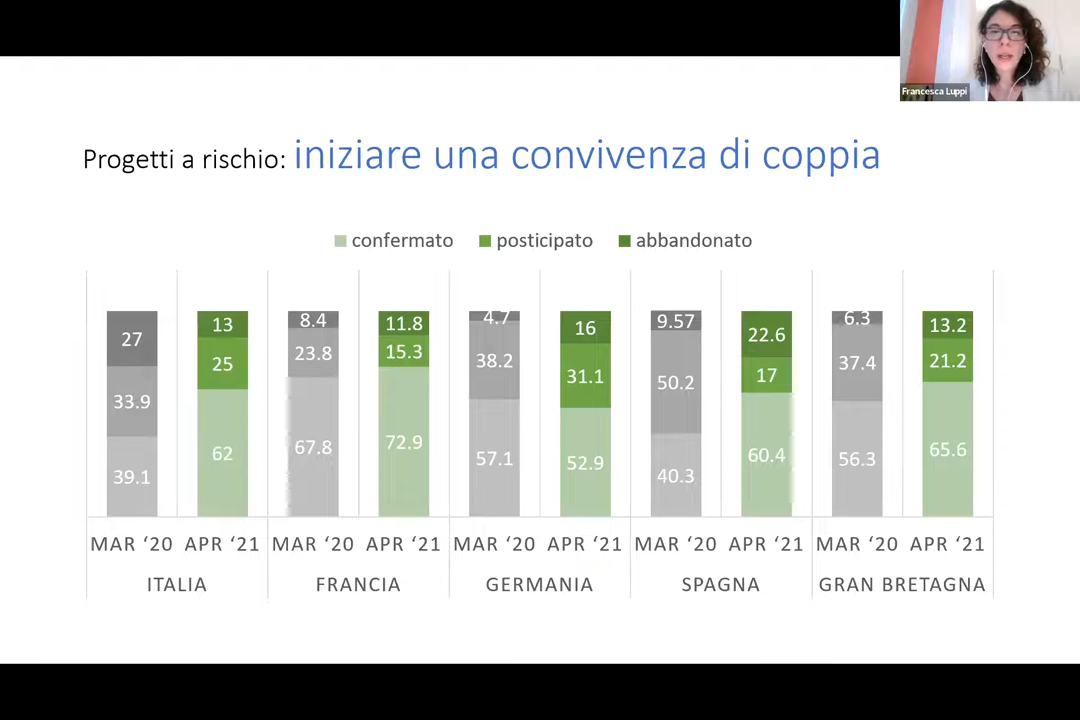 Francesca Luppi
Progetti a rischio: iniziare una convivenza di coppia
confermato posticipato abbandonato
27 13 8.4 11.8 4.7 16 9.57 22.6 6.3 13.2
33.9 25 23.8 15.3 38.2 31.1 50.2 17 37.4 21.2
39.1 62 67.8 72.9 57.1 52.9 40.3 60.4 56.3 65.6
MAR ‘20 APR ‘21 MAR ‘20 APR ‘21 MAR ‘20 APR ‘21 MAR ‘20 APR ‘21 MAR ‘20 APR ‘21
ITALIA FRANCIA GERMANIA SPAGNA GRAN BRETAGNA